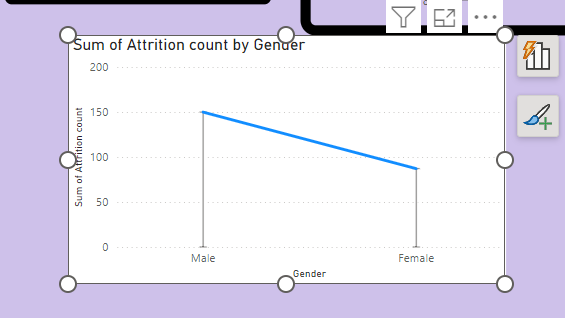 Sum of Attrition count by Gender
200
150
100
50
0
Sum of Attrition count
Male
Female
Gender